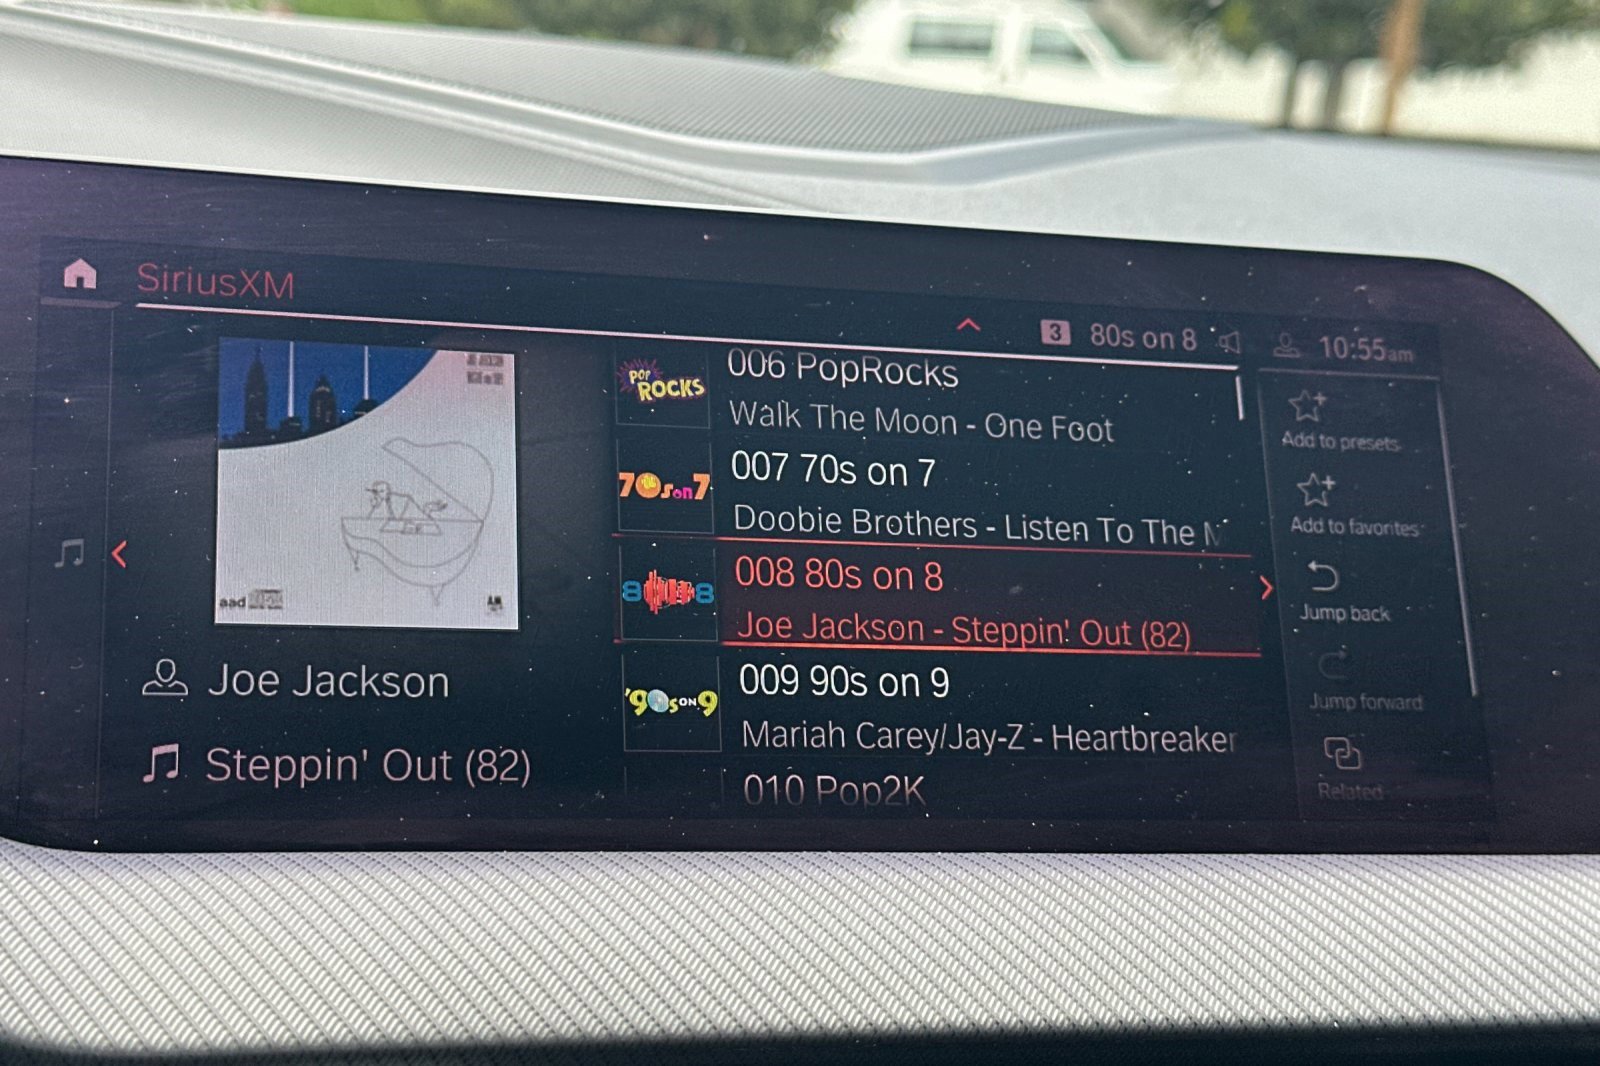 SiriusXM
3 80s on 8
10:55am
aad
Joe Jackson
Steppin' Out (82)
POP ROCKS
006 PopRocks
Walk The Moon - One Foot
70s on 7
007 70s on 7
Doobie Brothers - Listen To The M
8 8
008 80s on 8
Joe Jackson - Steppin' Out (82)
'90s ON 9
009 90s on 9
Mariah Carey/Jay-Z - Heartbreaker
010 Pop2K
Add to presets
Add to favorites
Jump back
Jump forward
Related